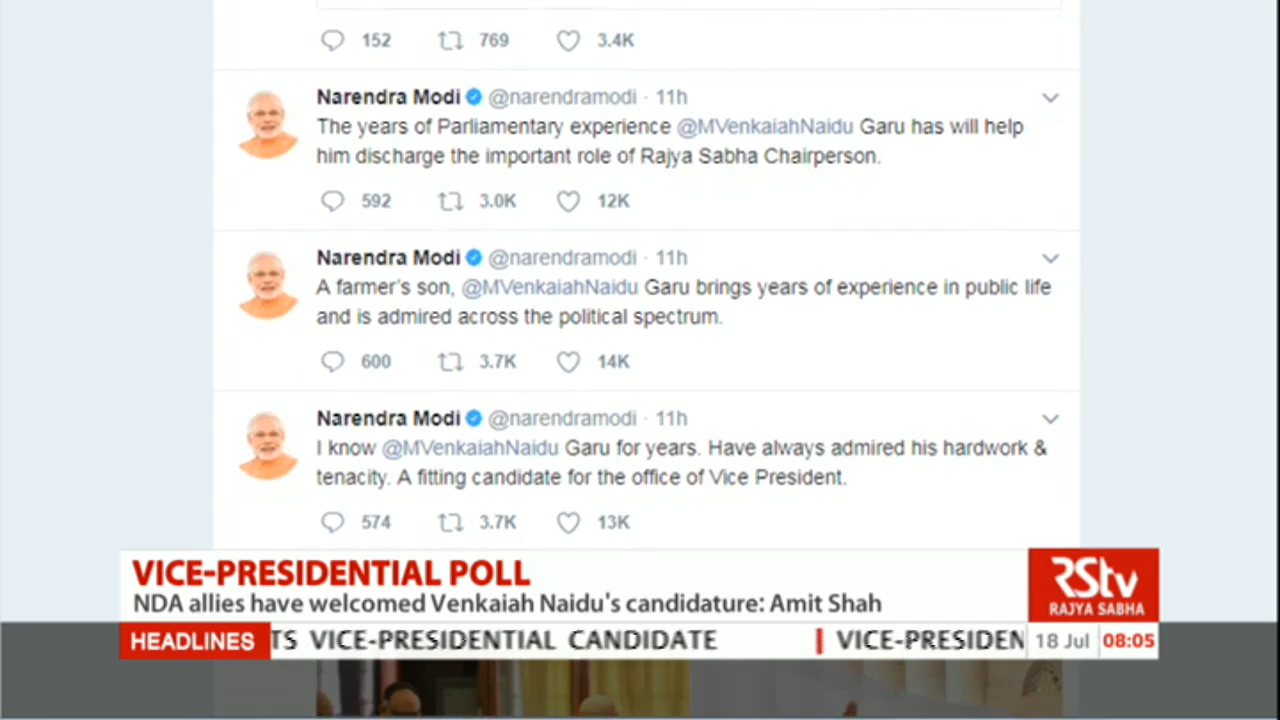 152 769 3.4K
Narendra Modi @narendramodi · 11h
The years of Parliamentary experience @MVenkaiahNaidu Garu has will help
him discharge the important role of Rajya Sabha Chairperson.
592 3.0K 12K
Narendra Modi @narendramodi · 11h
A farmer's son, @MVenkaiahNaidu Garu brings years of experience in public life
and is admired across the political spectrum.
600 3.7K 14K
Narendra Modi @narendramodi · 11h
I know @MVenkaiahNaidu Garu for years. Have always admired his hardwork &
tenacity. A fitting candidate for the office of Vice President.
574 3.7K 13K
VICE-PRESIDENTIAL POLL
NDA allies have welcomed Venkaiah Naidu's candidature: Amit Shah
RStv
RAJYA SABHA
HEADLINES TS VICE-PRESIDENTIAL CANDIDATE VICE-PRESIDEN 18 Jul 08:05